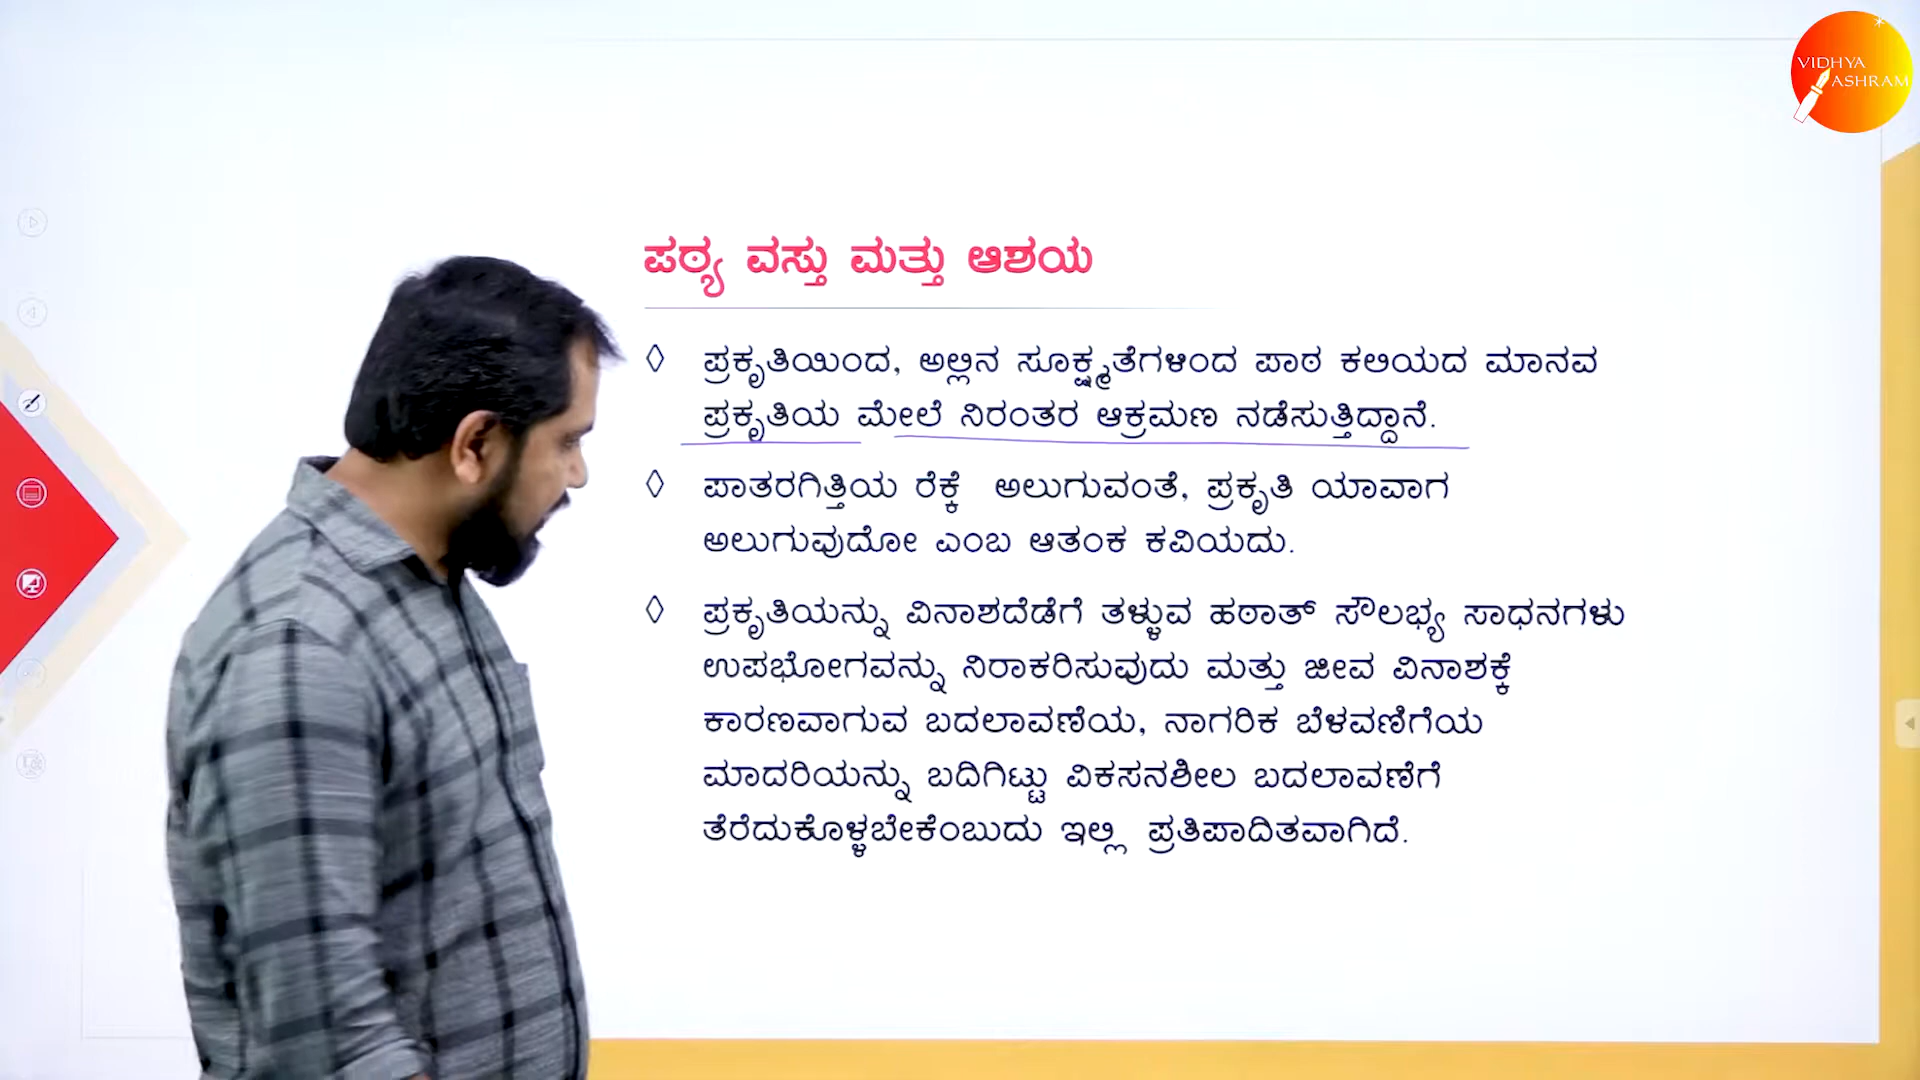 VIDHYA
ASHRAM
ಪಠ್ಯ ವಸ್ತು ಮತ್ತು ಆಶಯ
ಪ್ರಕೃತಿಯಿಂದ, ಅಲ್ಲಿನ ಸೂಕ್ಷ್ಮತೆಗಳಿಂದ ಪಾಠ ಕಲಿಯದ ಮಾನವ
ಪ್ರಕೃತಿಯ ಮೇಲೆ ನಿರಂತರ ಆಕ್ರಮಣ ನಡೆಸುತ್ತಿದ್ದಾನೆ.
ಪಾತರಗಿತ್ತಿಯ ರೆಕ್ಕೆ ಅಲುಗುವಂತೆ, ಪ್ರಕೃತಿ ಯಾವಾಗ
ಅಲುಗುವುದೋ ಎಂಬ ಆತಂಕ ಕವಿಯದು.
ಪ್ರಕೃತಿಯನ್ನು ವಿನಾಶದೆಡೆಗೆ ತಳ್ಳುವ ಹಠಾತ್ ಸೌಲಭ್ಯ ಸಾಧನಗಳು
ಉಪಭೋಗವನ್ನು ನಿರಾಕರಿಸುವುದು ಮತ್ತು ಜೀವ ವಿನಾಶಕ್ಕೆ
ಕಾರಣವಾಗುವ ಬದಲಾವಣೆಯ, ನಾಗರಿಕ ಬೆಳವಣಿಗೆಯ
ಮಾದರಿಯನ್ನು ಬದಿಗಿಟ್ಟು ವಿಕಸನಶೀಲ ಬದಲಾವಣೆಗೆ
ತೆರೆದುಕೊಳ್ಳಬೇಕೆಂಬುದು ಇಲ್ಲಿ ಪ್ರತಿಪಾದಿತವಾಗಿದೆ.